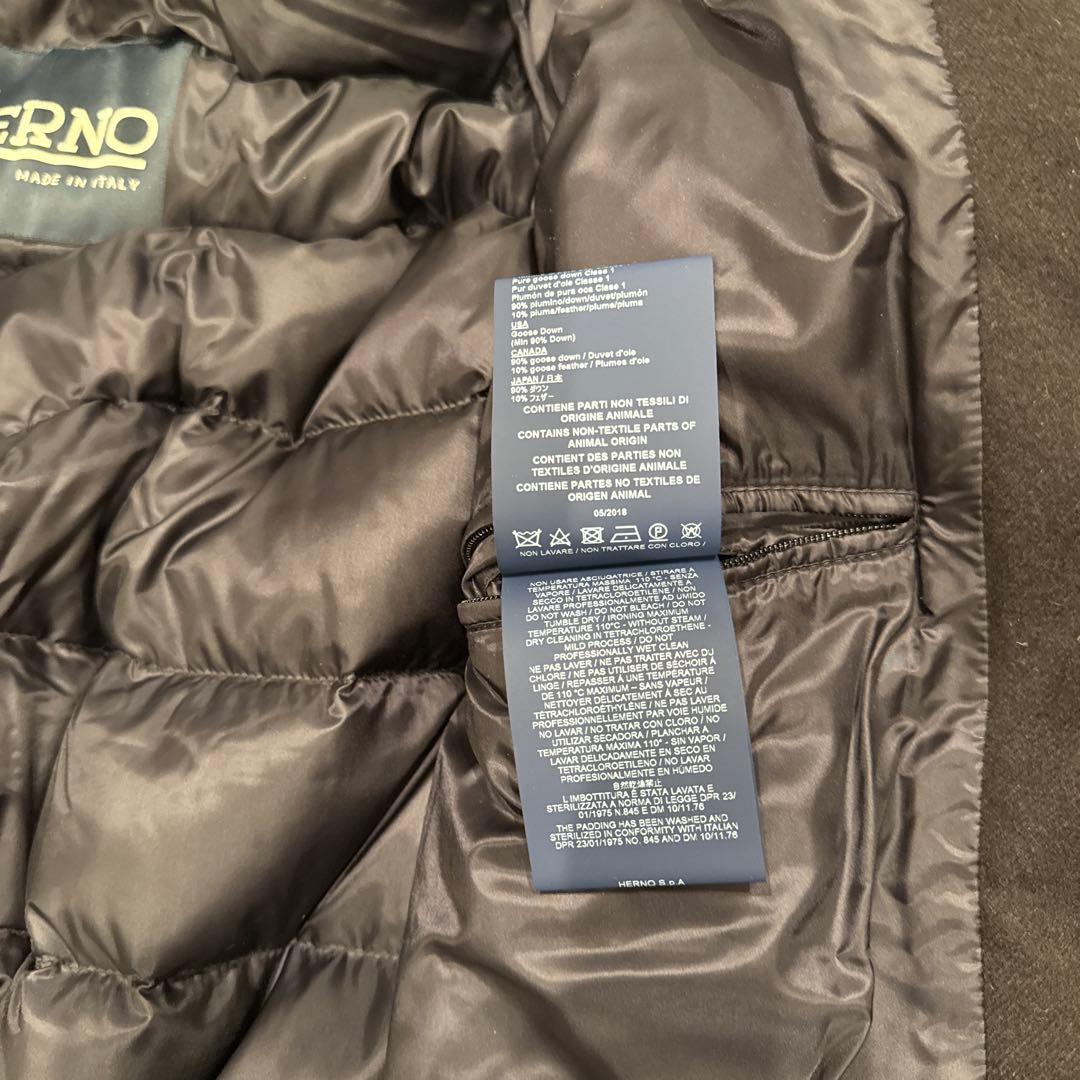 ERNO
MADE IN ITALY
Pure goose down Class 1
Pur duvet d'oie Classe 1
Plumón de pura oca Clase 1
90% piumino/down/duvet/plumón
10% piuma/feather/plume/pluma
USA
Goose Down
(Min 90% Down)
CANADA
90% goose down / Duvet d'oie
10% goose feather / Plumes d'oie
JAPAN / 日本
90% ダウン
10% フェザー
CONTIENE PARTI NON TESSILI DI
ORIGINE ANIMALE
CONTAINS NON-TEXTILE PARTS OF
ANIMAL ORIGIN
CONTIENT DES PARTIES NON
TEXTILES D'ORIGINE ANIMALE
CONTIENE PARTES NO TEXTILES DE
ORIGEN ANIMAL
05/2018
P
W
NON LAVARE / NON TRATTARE CON CLORO /
NON USARE ASCIUGATRICE / STIRARE A
TEMPERATURA MASSIMA 110 °C - SENZA
VAPORE / LAVARE DELICATAMENTE A
SECCO IN TETRACLOROETILENE / NON
LAVARE PROFESSIONALMENTE AD UMIDO
DO NOT WASH / DO NOT BLEACH / DO NOT
TUMBLE DRY / IRONING MAXIMUM
TEMPERATURE 110°C - WITHOUT STEAM /
DRY CLEANING IN TETRACHLOROETHENE -
MILD PROCESS / DO NOT
PROFESSIONALLY WET CLEAN
NE PAS LAVER / NE PAS TRAITER AVEC DU
CHLORE / NE PAS UTILISER DE SÉCHOIR À
LINGE / REPASSER À UNE TEMPÉRATURE
DE 110 °C MAXIMUM – SANS VAPEUR /
NETTOYER DÉLICATEMENT À SEC AU
TÉTRACHLOROÉTHYLÈNE / NE PAS LAVER
PROFESSIONNELLEMENT PAR VOIE HUMIDE
NO LAVAR / NO TRATAR CON CLORO / NO
UTILIZAR SECADORA / PLANCHAR A
TEMPERATURA MÁXIMA 110° - SIN VAPOR /
LAVAR DELICADAMENTE EN SECO EN
TETRACLOROETILENO / NO LAVAR
PROFESIONALMENTE EN HÚMEDO
自然乾燥禁止
L'IMBOTTITURA È STATA LAVATA E
STERILIZZATA A NORMA DI LEGGE DPR 23/
01/1975 N.845 E DM 10/11.76
THE PADDING HAS BEEN WASHED AND
STERILIZED IN CONFORMITY WITH ITALIAN
DPR 23/01/1975 NO. 845 AND DM 10/11.76
HERNO S.p.A